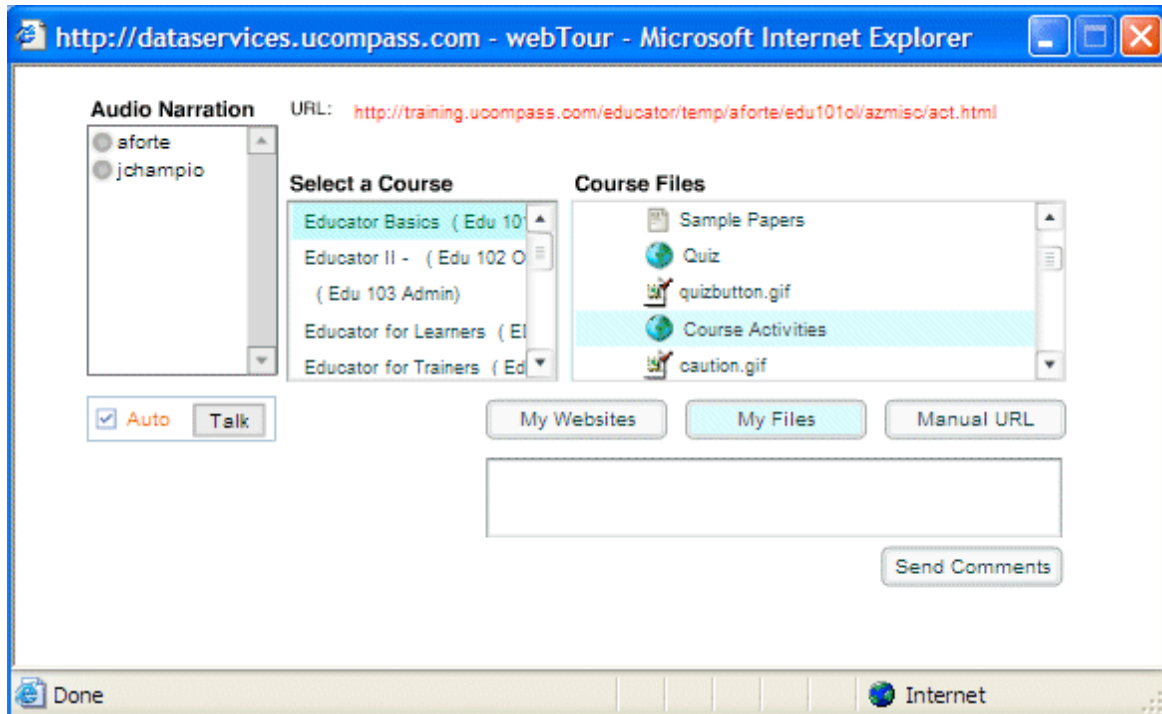 http://dataservices.ucompass.com - webTour - Microsoft Internet Explorer
Audio Narration
URL: http://training.ucompass.com/educator/temp/aforte/edu101ol/azmisc/act.html
aforte
jchampio
Select a Course
Course Files
Educator Basics ( Edu 101
Educator II - ( Edu 102 O
( Edu 103 Admin)
Educator for Learners ( El
Educator for Trainers ( Ed
Sample Papers
Quiz
quizbutton.gif
Course Activities
caution.gif
Auto
Talk
My Websites
My Files
Manual URL
Send Comments
Done
Internet